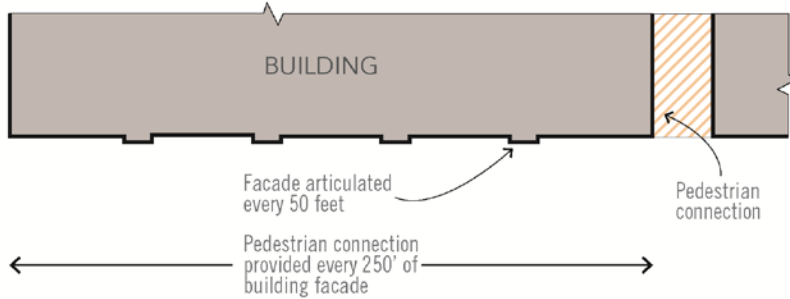 BUILDING
Facade articulated
every 50 feet
Pedestrian
connection
Pedestrian connection
provided every 250' of
building facade